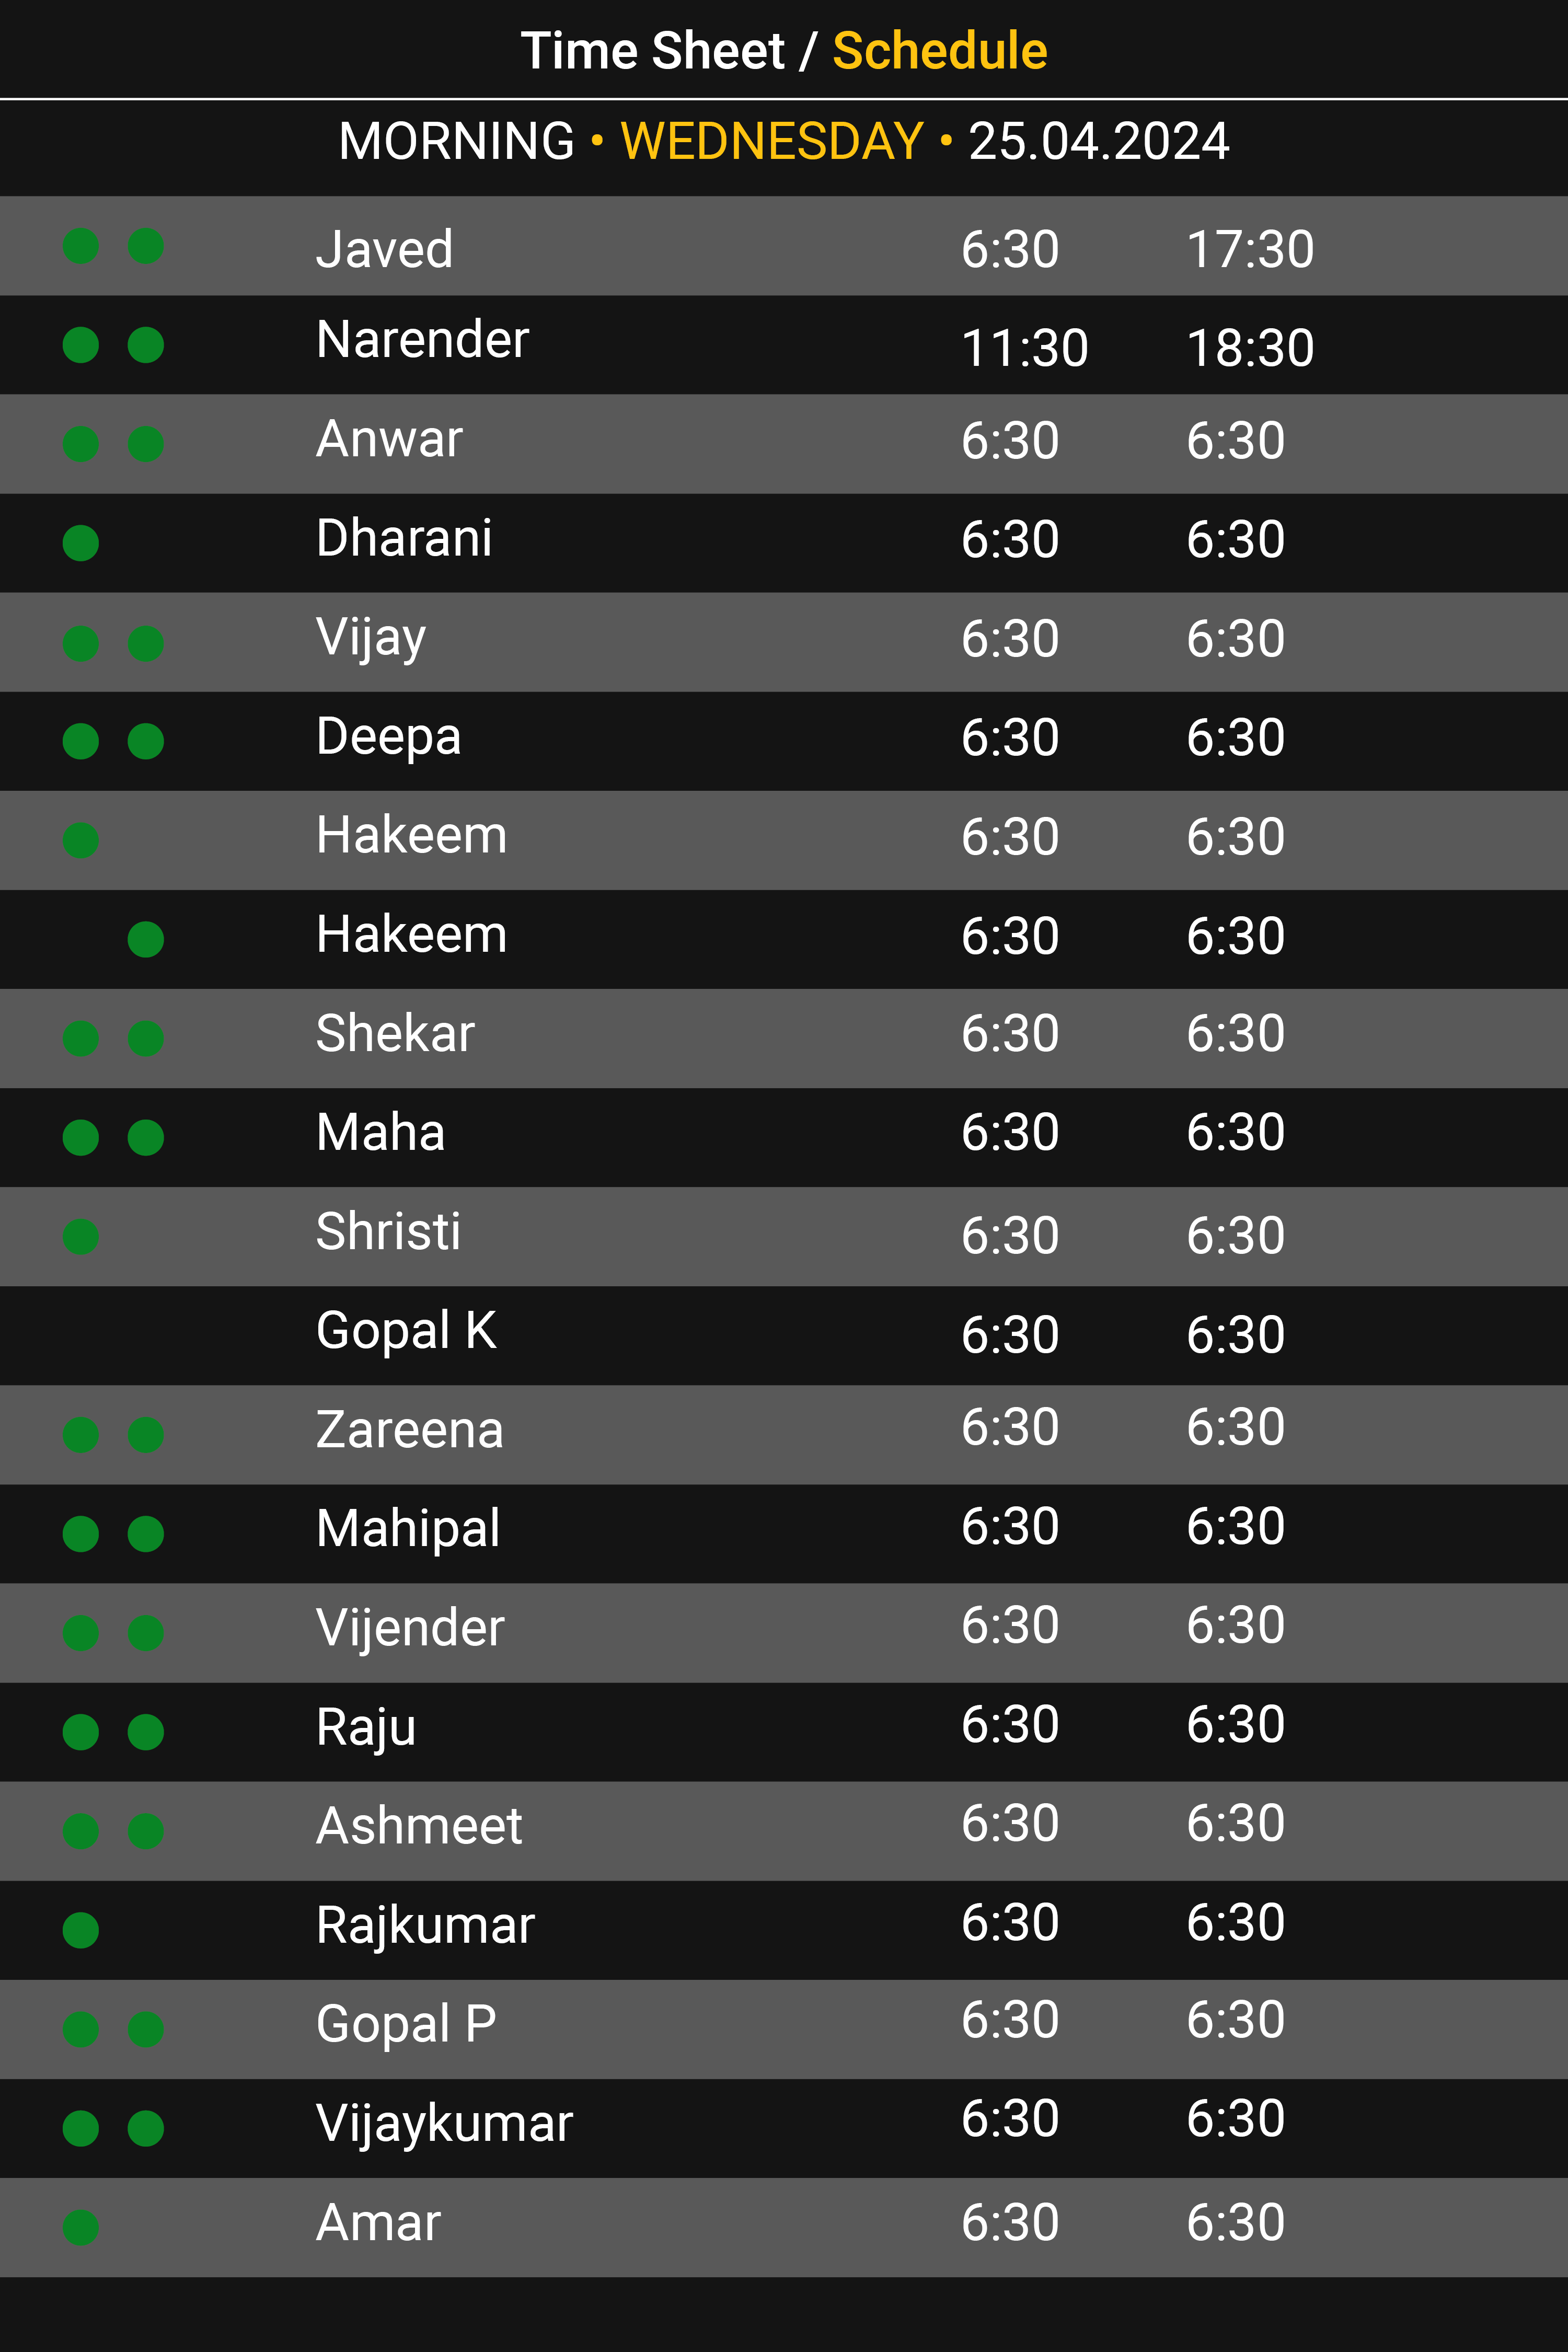 Time Sheet / Schedule
MORNING • WEDNESDAY • 25.04.2024
Javed 6:30 17:30
Narender 11:30 18:30
Anwar 6:30 6:30
Dharani 6:30 6:30
Vijay 6:30 6:30
Deepa 6:30 6:30
Hakeem 6:30 6:30
Hakeem 6:30 6:30
Shekar 6:30 6:30
Maha 6:30 6:30
Shristi 6:30 6:30
Gopal K 6:30 6:30
Zareena 6:30 6:30
Mahipal 6:30 6:30
Vijender 6:30 6:30
Raju 6:30 6:30
Ashmeet 6:30 6:30
Rajkumar 6:30 6:30
Gopal P 6:30 6:30
Vijaykumar 6:30 6:30
Amar 6:30 6:30